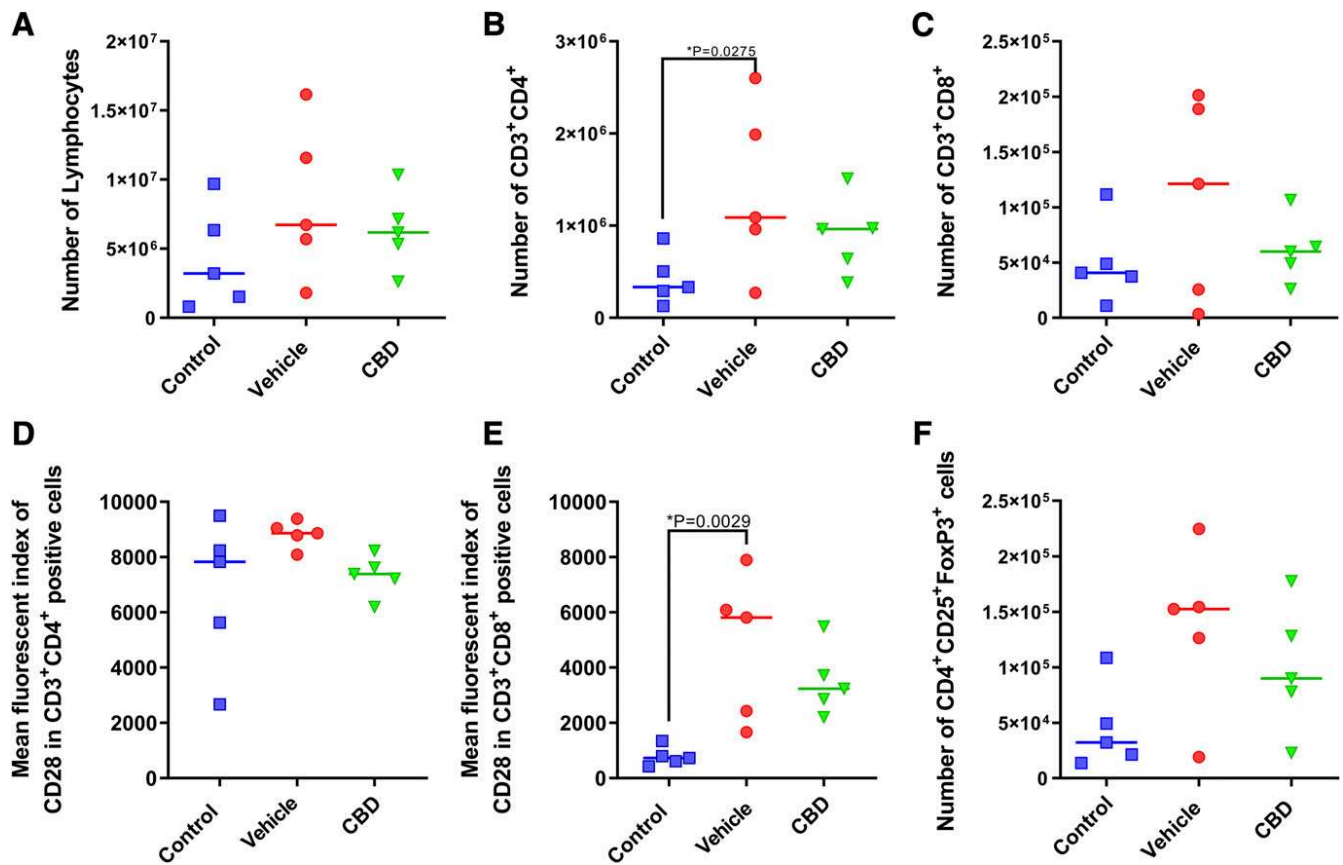 A
Number of Lymphocytes
2×10⁷
1.5×10⁷
1×10⁷
5×10⁶
0
Control
Vehicle
CBD
B
Number of CD3⁺CD4⁺
3×10⁶
2×10⁶
1×10⁶
0
*P=0.0275
Control
Vehicle
CBD
C
Number of CD3⁺CD8⁺
2.5×10⁵
2×10⁵
1.5×10⁵
1×10⁵
5×10⁴
0
Control
Vehicle
CBD
D
Mean fluorescent index of
CD28 in CD3⁺CD4⁺ positive cells
10000
8000
6000
4000
2000
0
Control
Vehicle
CBD
E
Mean fluorescent index of
CD28 in CD3⁺CD8⁺ positive cells
10000
8000
6000
4000
2000
0
*P=0.0029
Control
Vehicle
CBD
F
Number of CD4⁺CD25⁺FoxP3⁺ cells
2.5×10⁵
2×10⁵
1.5×10⁵
1×10⁵
5×10⁴
0
Control
Vehicle
CBD